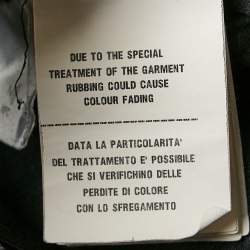 DUE TO THE SPECIAL
TREATMENT OF THE GARMENT
RUBBING COULD CAUSE
COLOUR FADING
DATA LA PARTICOLARITA'
DEL TRATTAMENTO E' POSSIBILE
CHE SI VERIFICHINO DELLE
PERDITE DI COLORE
CON LO SFREGAMENTO